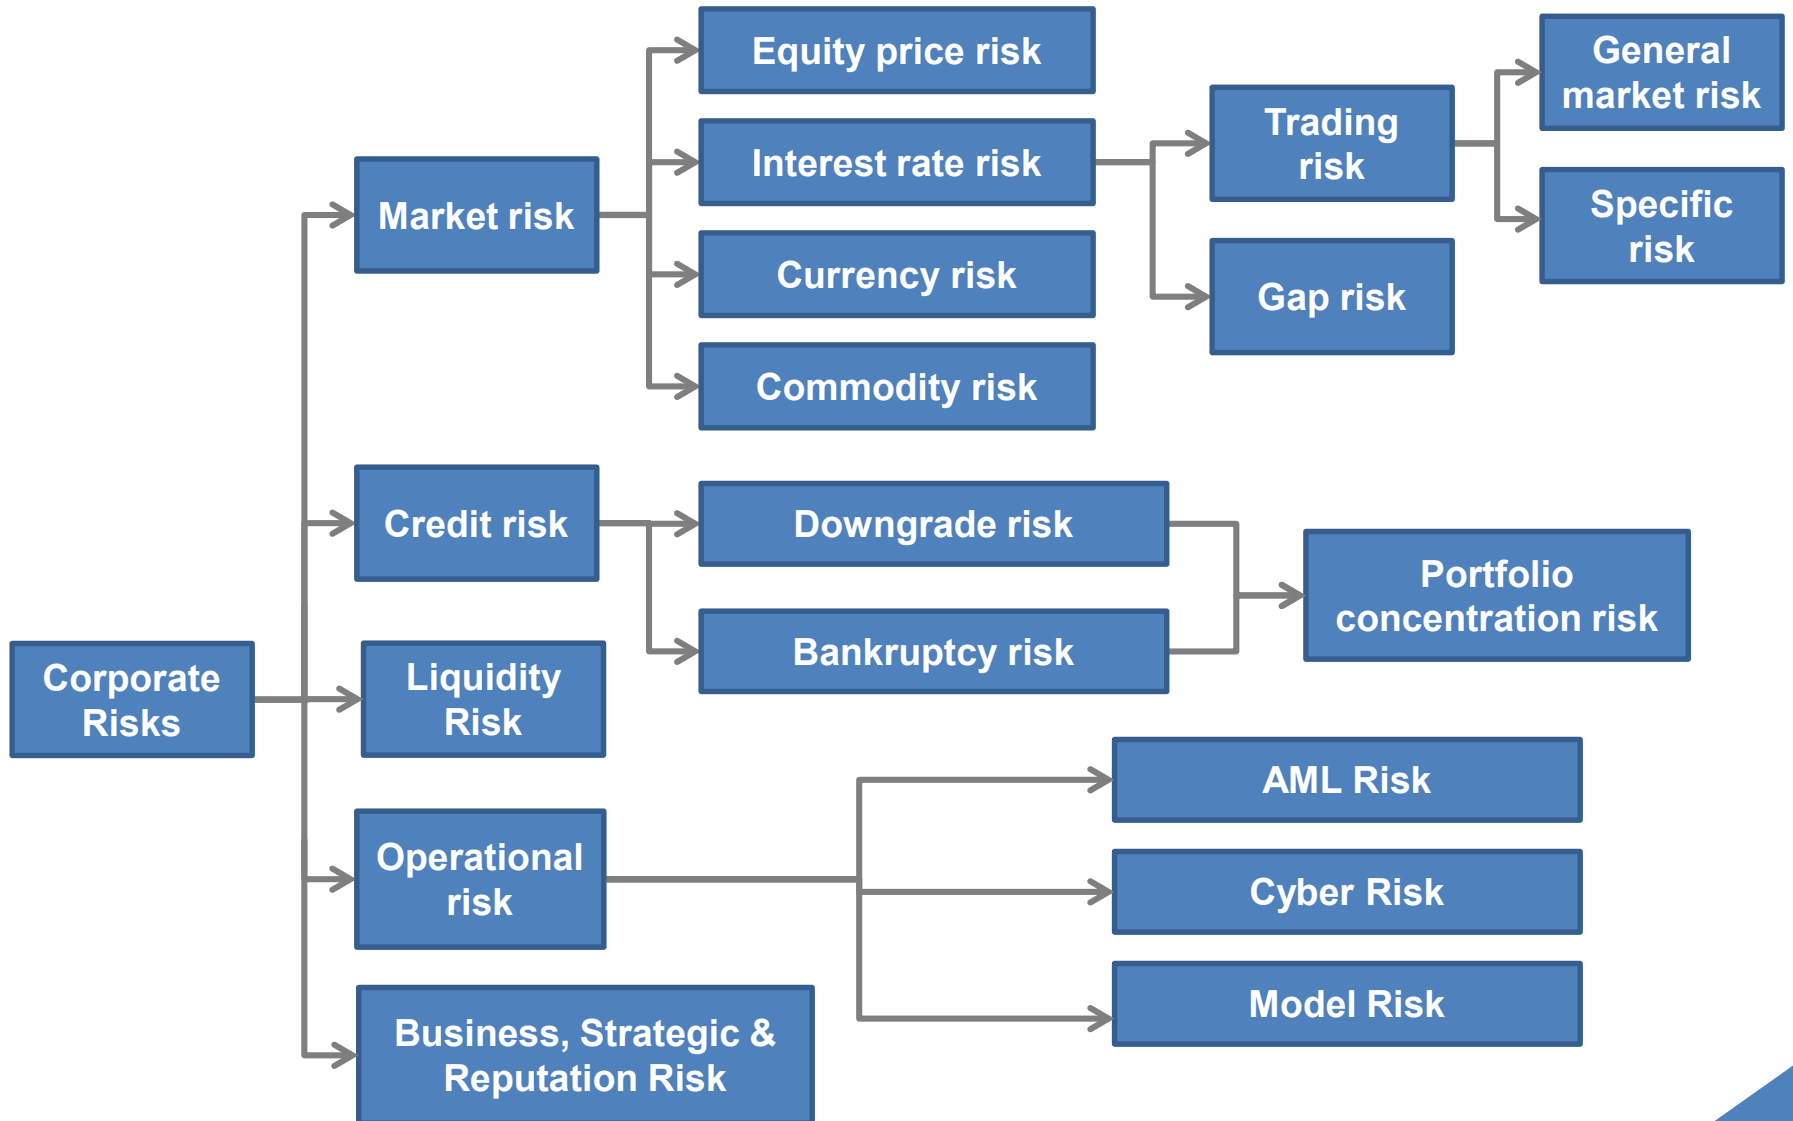 Equity price risk
General
market risk
Trading
risk
Interest rate risk
Market risk
Specific
risk
Currency risk
Gap risk
Commodity risk
Credit risk
Downgrade risk
Portfolio
concentration risk
Bankruptcy risk
Corporate
Risks
Liquidity
Risk
AML Risk
Operational
risk
Cyber Risk
Model Risk
Business, Strategic &
Reputation Risk